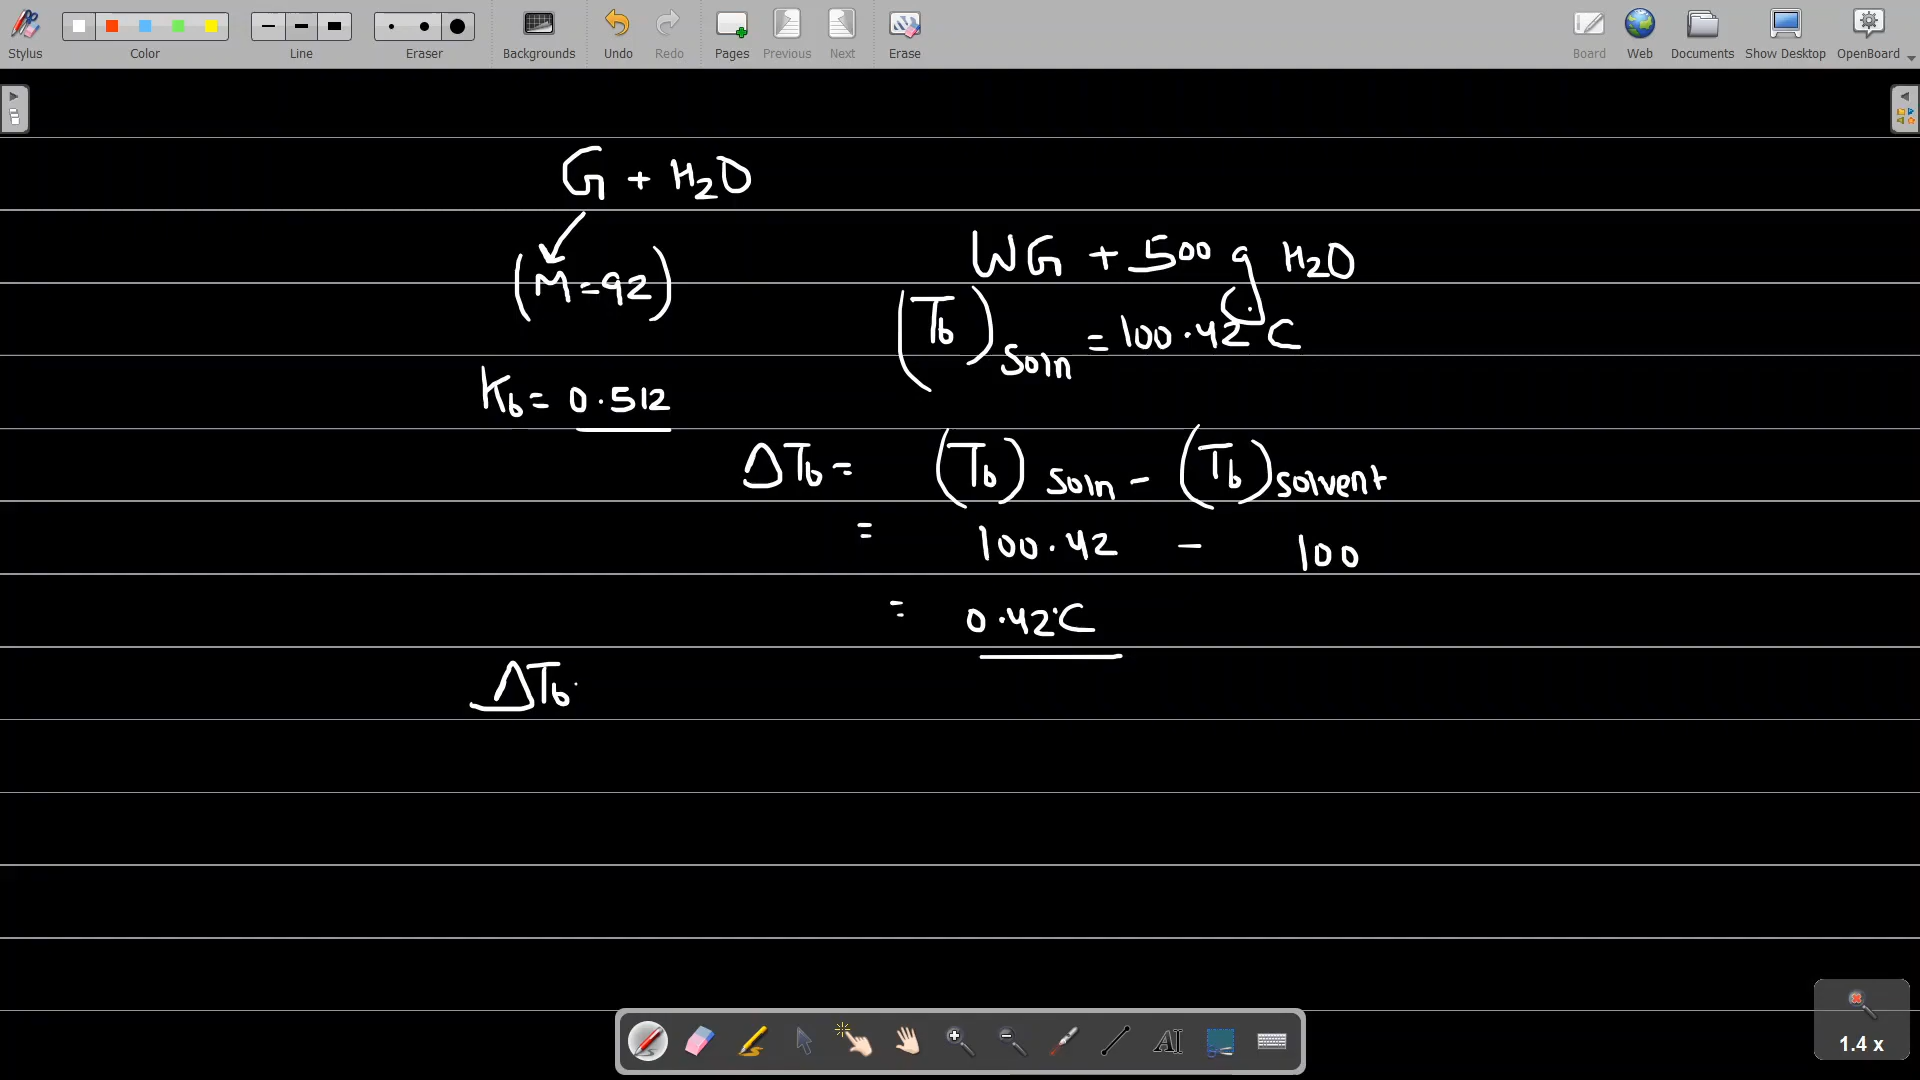 Stylus Color Line Eraser Backgrounds Undo Redo Pages Previous Next Erase Board Web Documents Show Desktop OpenBoard
G + H2O
WG + 500 g H2O
(M=92)
(Tb) soln = 100.42°C
Kb = 0.512
ΔTb = (Tb) soln - (Tb) solvent
= 100.42 - 100
= 0.42°C
ΔTb
1.4 x